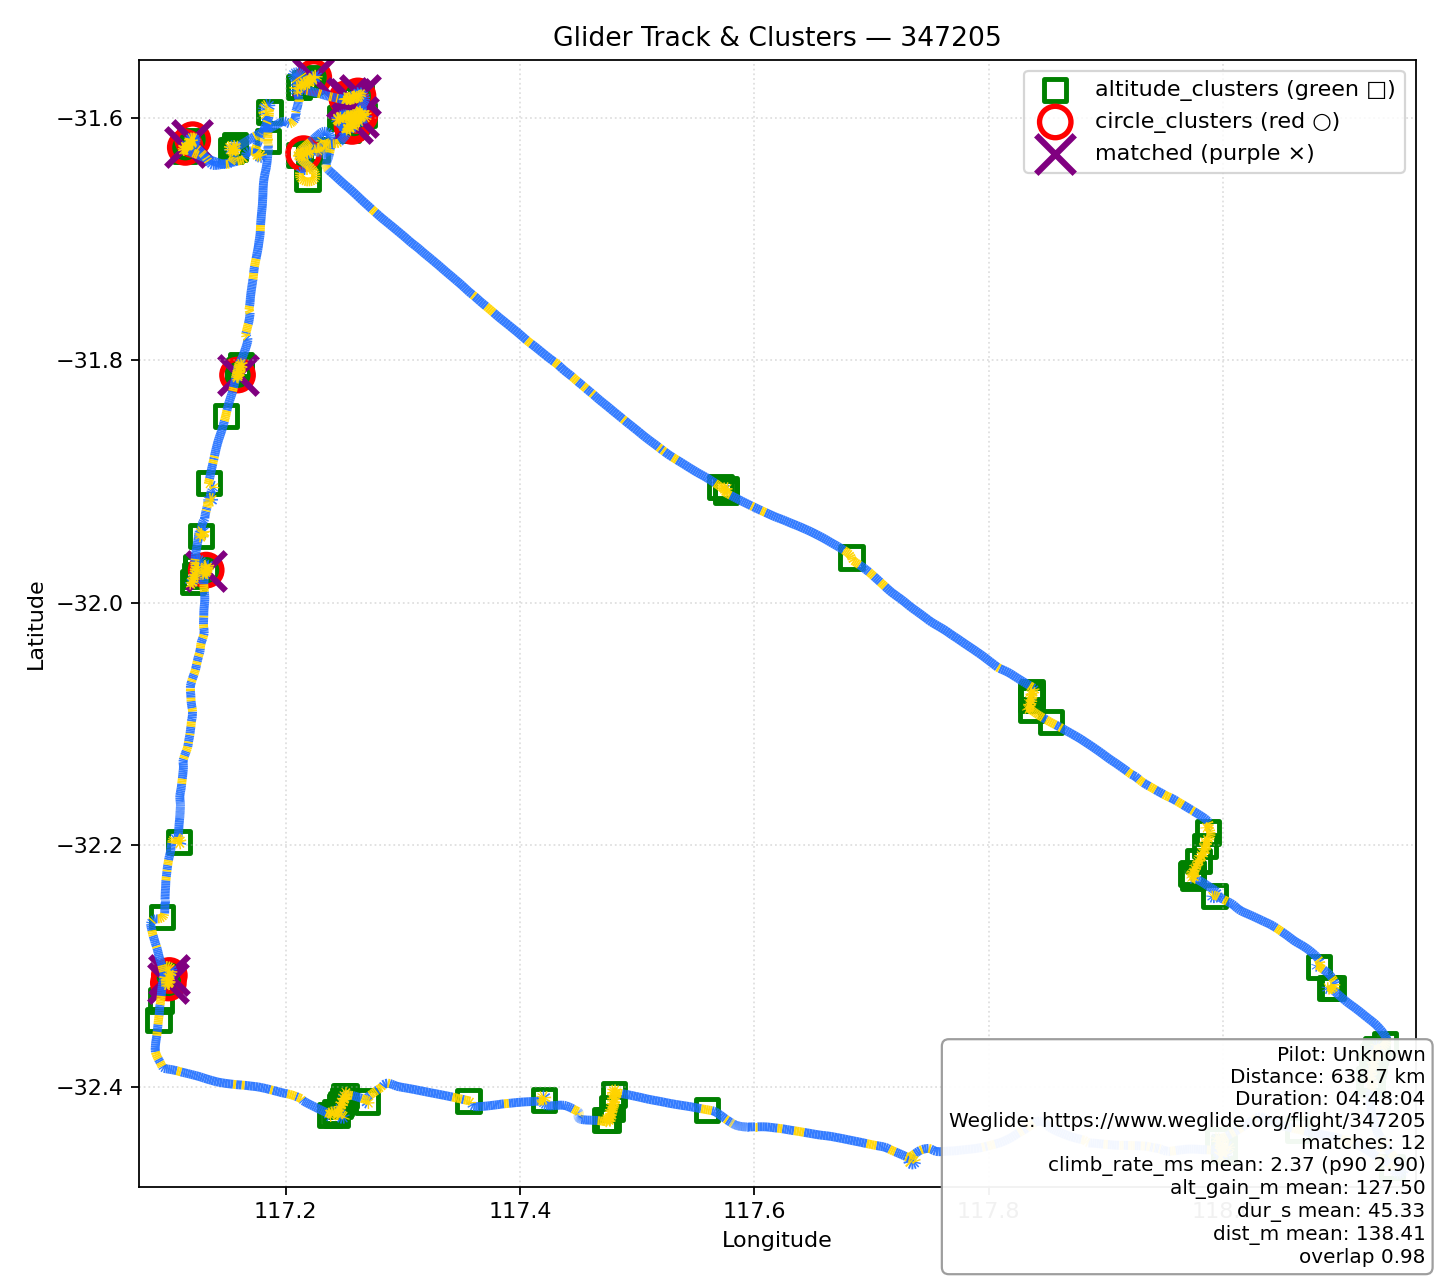 Glider Track & Clusters — 347205
altitude_clusters (green □)
circle_clusters (red ○)
matched (purple ×)
Latitude
−31.6
−31.8
−32.0
−32.2
−32.4
117.2
117.4
117.6
117.8
Longitude
Pilot: Unknown
Distance: 638.7 km
Duration: 04:48:04
Weglide: https://www.weglide.org/flight/347205
matches: 12
climb_rate_ms mean: 2.37 (p90 2.90)
alt_gain_m mean: 127.50
dur_s mean: 45.33
dist_m mean: 138.41
overlap 0.98